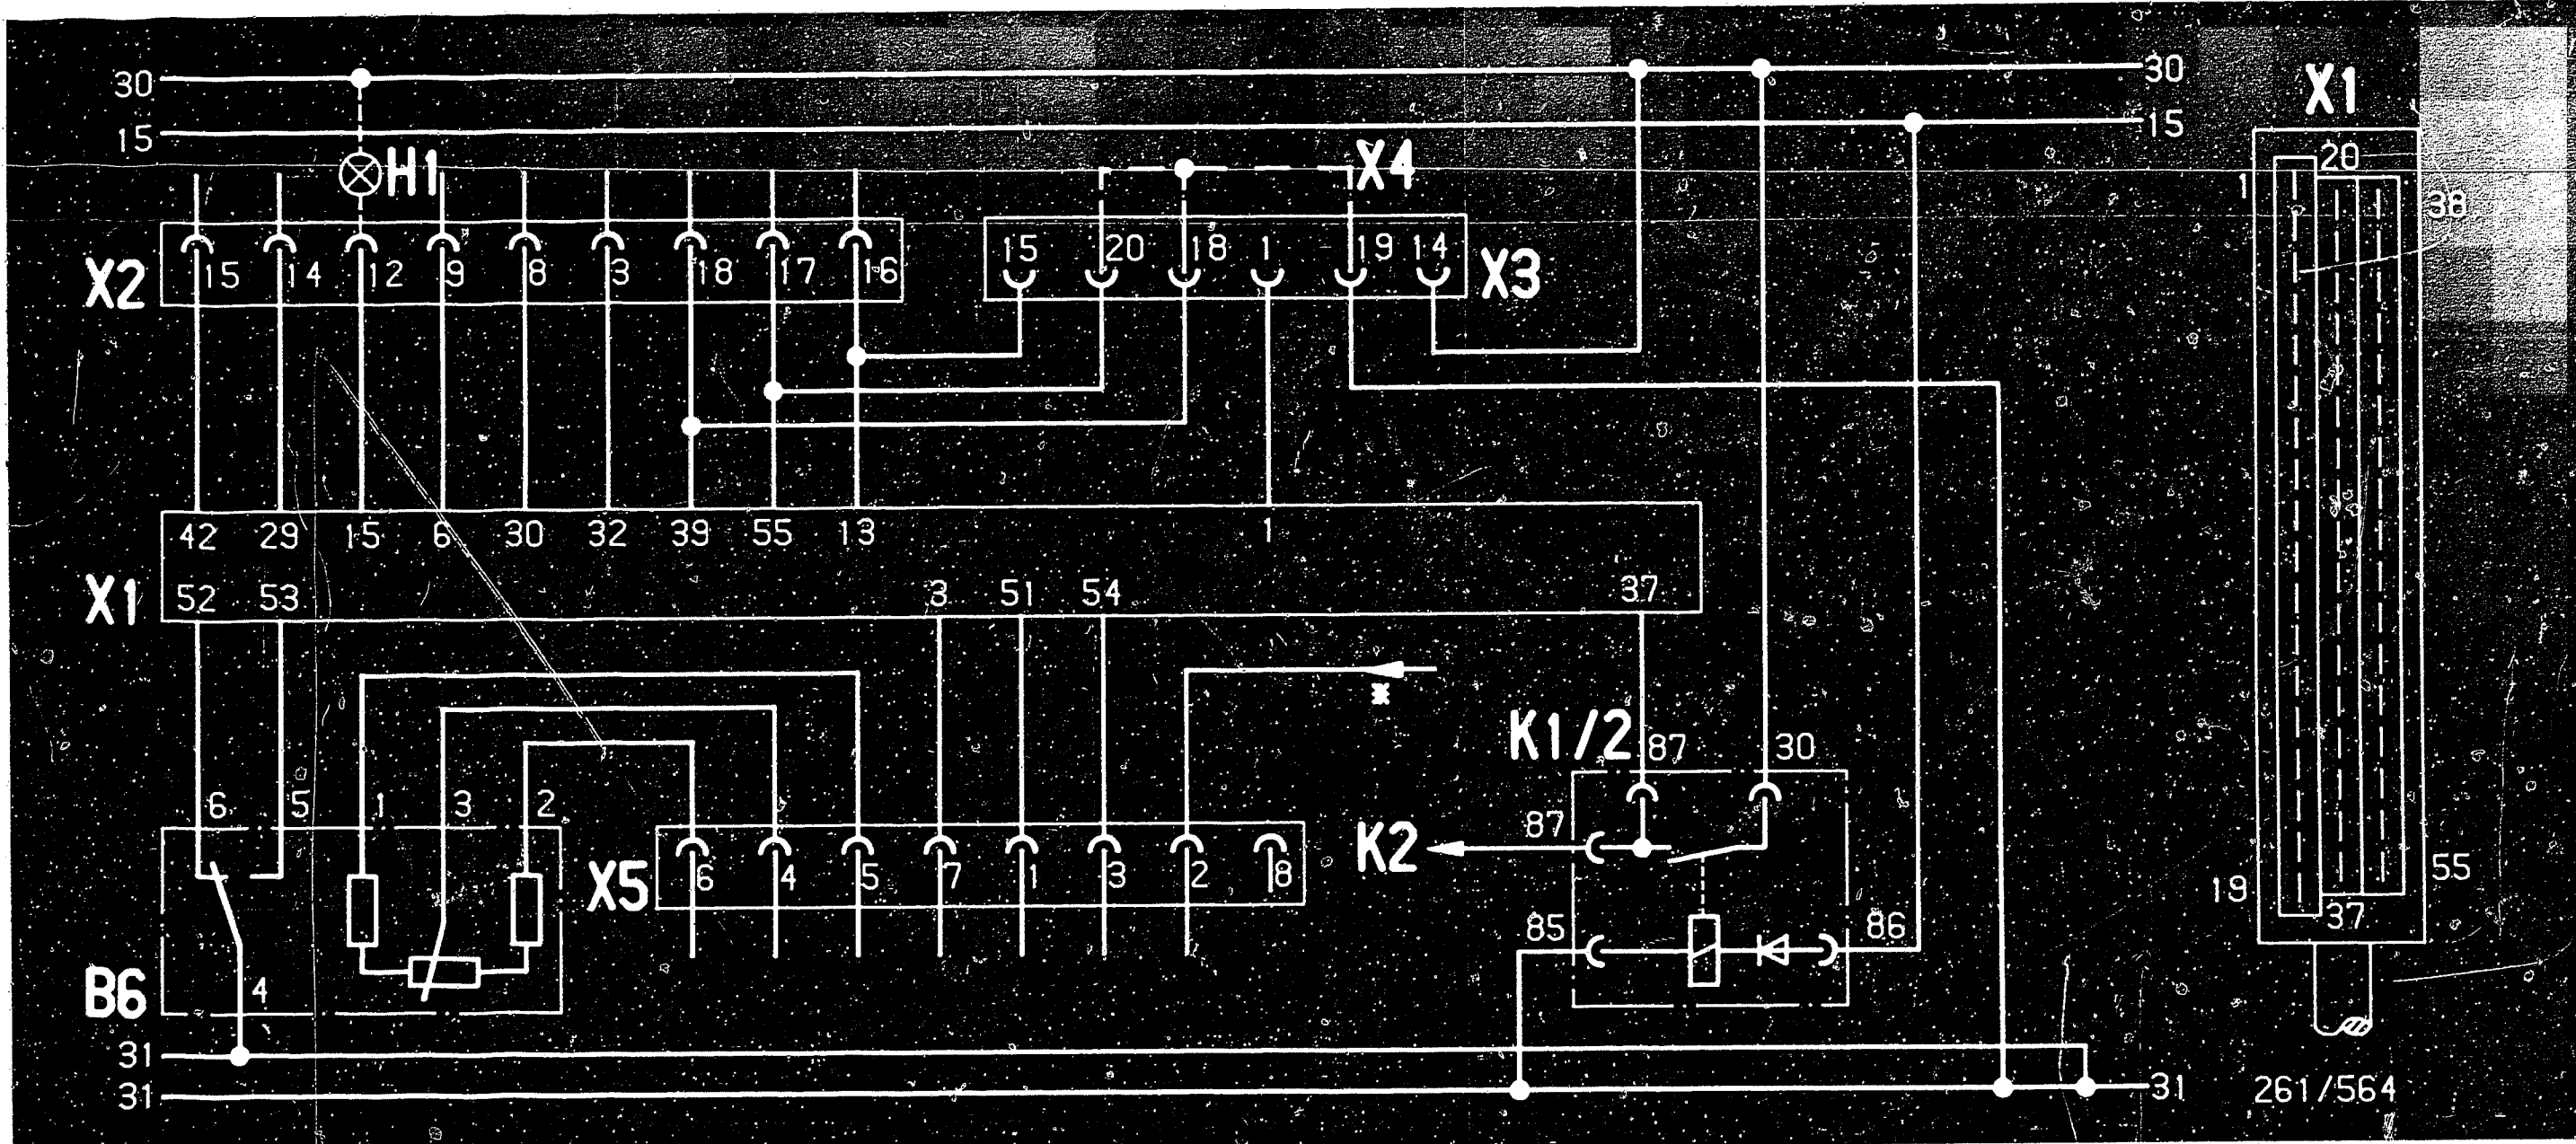 30 30
15 15
X1
H1 X4
20
1 38
X2 15 14 12 9 8 3 18 17 16
15 20 18 1 19 14 X3
42 29 15 6 30 32 39 55 13 1
X1
52 53 3 51 54 37
*
K1/2 87 30
6 5 1 3 2
K2 87
X5 6 4 5 7 1 3 2 8
55
19 37
85 86
B6 4
31
31 31
261/564